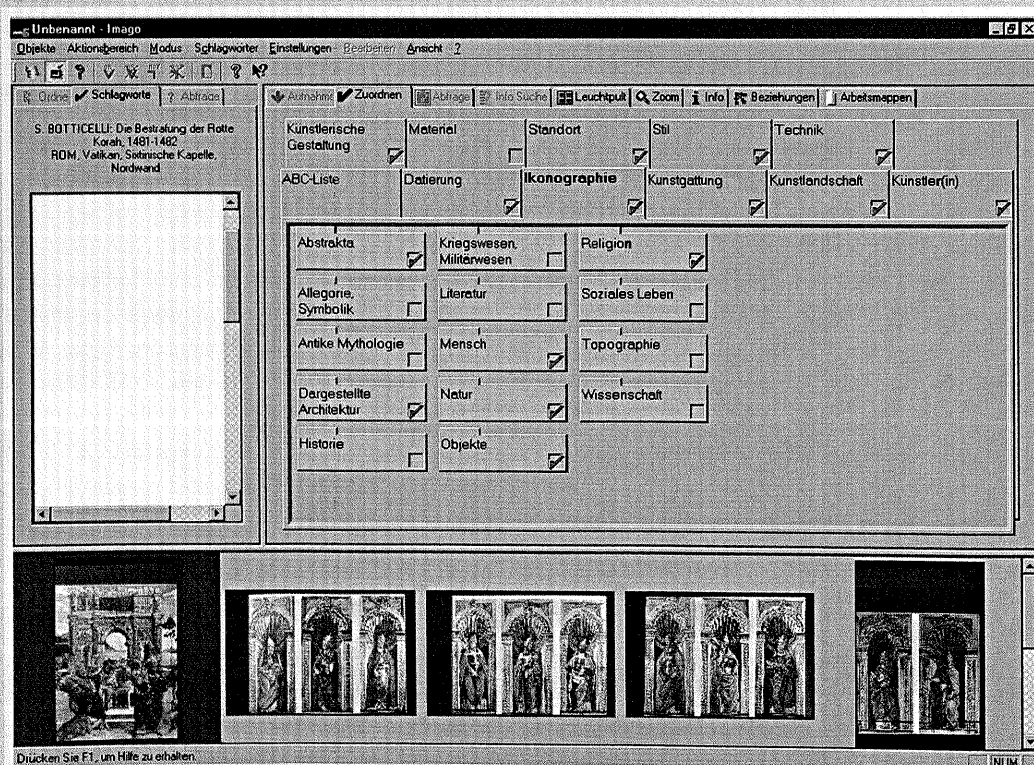 Unbenannt - Imago
Objekte Aktionsbereich Modus Schlagwörter Einstellungen Bearbeiten Ansicht ?
Ordne Schlagworte ? Abfrage
Aufnahme Zuordnen Abfrage Info Suche Leuchtpult Zoom Info Beziehungen Arbeitsmappen
S. BOTTICELLI: Die Bestrafung der Rotte
Korah, 1481-1482
ROM, Vatikan, Sixtinische Kapelle,
Nordwand
Künstlerische
Gestaltung
Material
Standort
Stil
Technik
ABC-Liste
Datierung
Ikonographie
Kunstgattung
Kunstlandschaft
Künstler(in)
Abstrakta
Kriegswesen,
Militärwesen
Religion
Allegorie,
Symbolik
Literatur
Soziales Leben
Antike Mythologie
Mensch
Topographie
Dargestellte
Architektur
Natur
Wissenschaft
Historie
Objekte
Drücken Sie F1, um Hilfe zu erhalten.
NUM